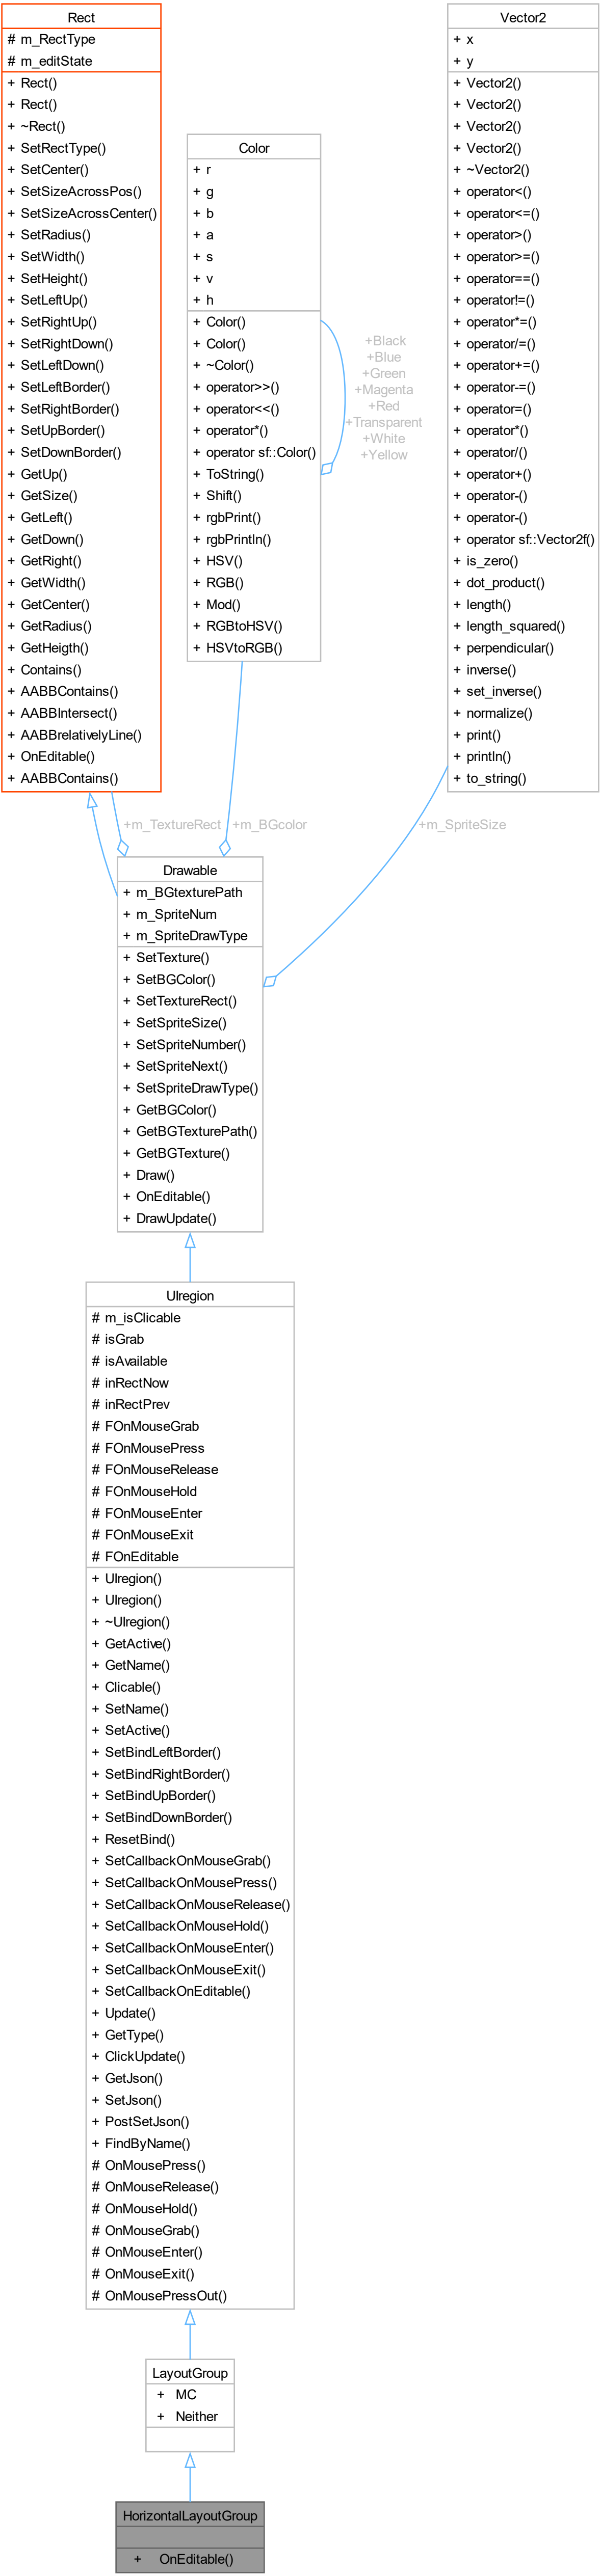 Rect
# m_RectType
# m_editState
+ Rect()
+ Rect()
+ ~Rect()
+ SetRectType()
+ SetCenter()
+ SetSizeAcrossPos()
+ SetSizeAcrossCenter()
+ SetRadius()
+ SetWidth()
+ SetHeight()
+ SetLeftUp()
+ SetRightUp()
+ SetRightDown()
+ SetLeftDown()
+ SetLeftBorder()
+ SetRightBorder()
+ SetUpBorder()
+ SetDownBorder()
+ GetUp()
+ GetSize()
+ GetLeft()
+ GetDown()
+ GetRight()
+ GetWidth()
+ GetCenter()
+ GetRadius()
+ GetHeigth()
+ Contains()
+ AABBContains()
+ AABBIntersect()
+ AABBrelativelyLine()
+ OnEditable()
+ AABBContains()
Color
+ r
+ g
+ b
+ a
+ s
+ v
+ h
+ Color()
+ Color()
+ ~Color()
+ operator>>()
+ operator<<()
+ operator*()
+ operator sf::Color()
+ ToString()
+ Shift()
+ rgbPrint()
+ rgbPrintln()
+ HSV()
+ RGB()
+ Mod()
+ RGBtoHSV()
+ HSVtoRGB()
+Black
+Blue
+Green
+Magenta
+Red
+Transparent
+White
+Yellow
Vector2
+ x
+ y
+ Vector2()
+ Vector2()
+ Vector2()
+ Vector2()
+ ~Vector2()
+ operator<()
+ operator<=()
+ operator>()
+ operator>=()
+ operator==()
+ operator!=()
+ operator*=()
+ operator/=()
+ operator+=()
+ operator-=()
+ operator=()
+ operator*()
+ operator/()
+ operator+()
+ operator-()
+ operator-()
+ operator sf::Vector2f()
+ is_zero()
+ dot_product()
+ length()
+ length_squared()
+ perpendicular()
+ inverse()
+ set_inverse()
+ normalize()
+ print()
+ println()
+ to_string()
+m_TextureRect
+m_BGcolor
+m_SpriteSize
Drawable
+ m_BGtexturePath
+ m_SpriteNum
+ m_SpriteDrawType
+ SetTexture()
+ SetBGColor()
+ SetTextureRect()
+ SetSpriteSize()
+ SetSpriteNumber()
+ SetSpriteNext()
+ SetSpriteDrawType()
+ GetBGColor()
+ GetBGTexturePath()
+ GetBGTexture()
+ Draw()
+ OnEditable()
+ DrawUpdate()
UIregion
# m_isClicable
# isGrab
# isAvailable
# inRectNow
# inRectPrev
# FOnMouseGrab
# FOnMousePress
# FOnMouseRelease
# FOnMouseHold
# FOnMouseEnter
# FOnMouseExit
# FOnEditable
+ UIregion()
+ UIregion()
+ ~UIregion()
+ GetActive()
+ GetName()
+ Clicable()
+ SetName()
+ SetActive()
+ SetBindLeftBorder()
+ SetBindRightBorder()
+ SetBindUpBorder()
+ SetBindDownBorder()
+ ResetBind()
+ SetCallbackOnMouseGrab()
+ SetCallbackOnMousePress()
+ SetCallbackOnMouseRelease()
+ SetCallbackOnMouseHold()
+ SetCallbackOnMouseEnter()
+ SetCallbackOnMouseExit()
+ SetCallbackOnEditable()
+ Update()
+ GetType()
+ ClickUpdate()
+ GetJson()
+ SetJson()
+ PostSetJson()
+ FindByName()
# OnMousePress()
# OnMouseRelease()
# OnMouseHold()
# OnMouseGrab()
# OnMouseEnter()
# OnMouseExit()
# OnMousePressOut()
LayoutGroup
+ MC
+ Neither
HorizontalLayoutGroup
+ OnEditable()